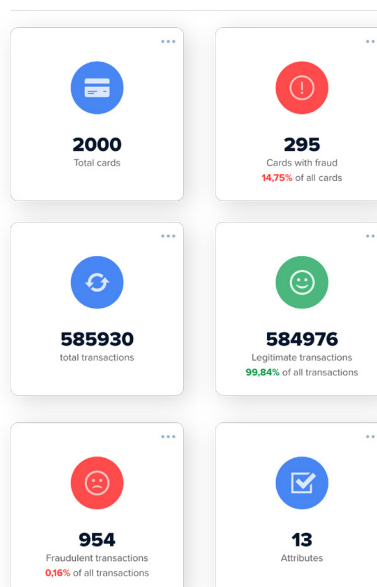 2000
Total cards
295
Cards with fraud
14,75% of all cards
585930
total transactions
584976
Legitimate transactions
99,84% of all transactions
954
Fraudulent transactions
0,16% of all transactions
13
Attributes